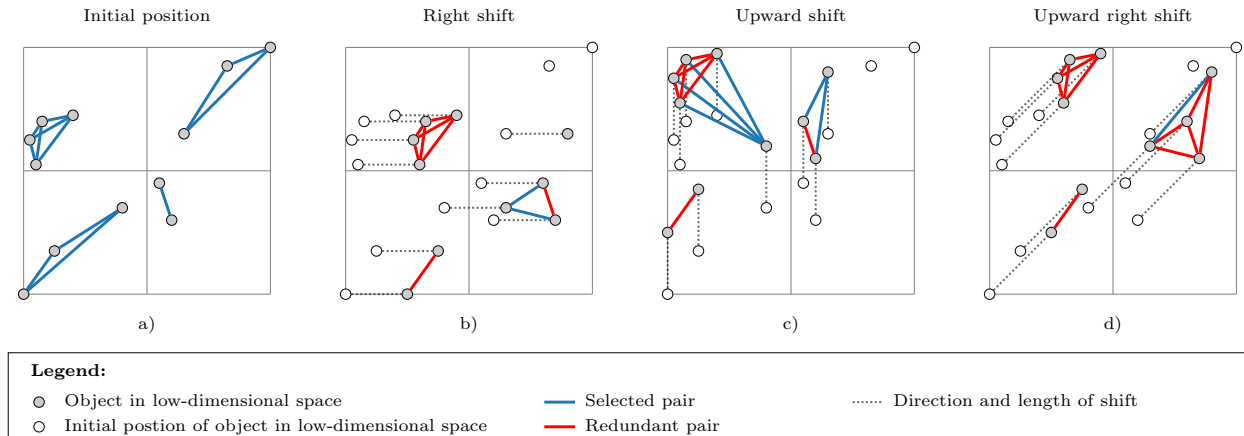 Initial position
Right shift
Upward shift
Upward right shift
a)
b)
c)
d)
Legend:
Object in low-dimensional space
Selected pair
Direction and length of shift
Initial postion of object in low-dimensional space
Redundant pair